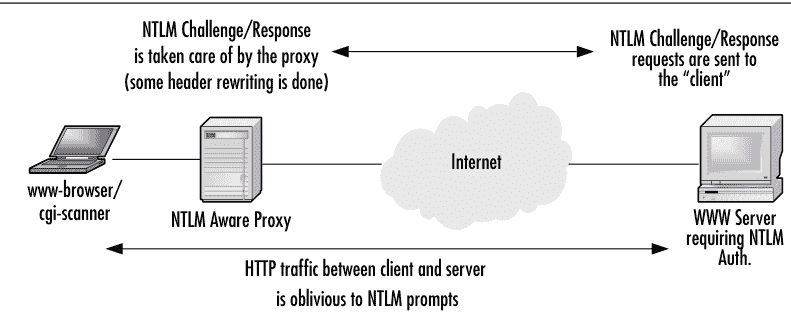 NTLM Challenge/Response
is taken care of by the proxy
(some header rewriting is done)
NTLM Challenge/Response
requests are sent to
the “client”
Internet
www-browser/
cgi-scanner
NTLM Aware Proxy
WWW Server
requiring NTLM
Auth.
HTTP traffic between client and server
is oblivious to NTLM prompts